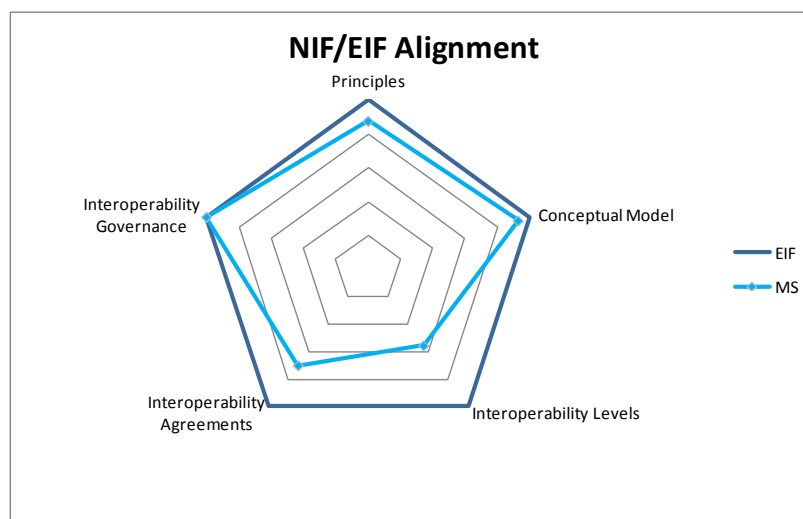 NIF/EIF Alignment
Principles
Interoperability
Governance
Conceptual Model
EIF
MS
Interoperability
Agreements
Interoperability Levels